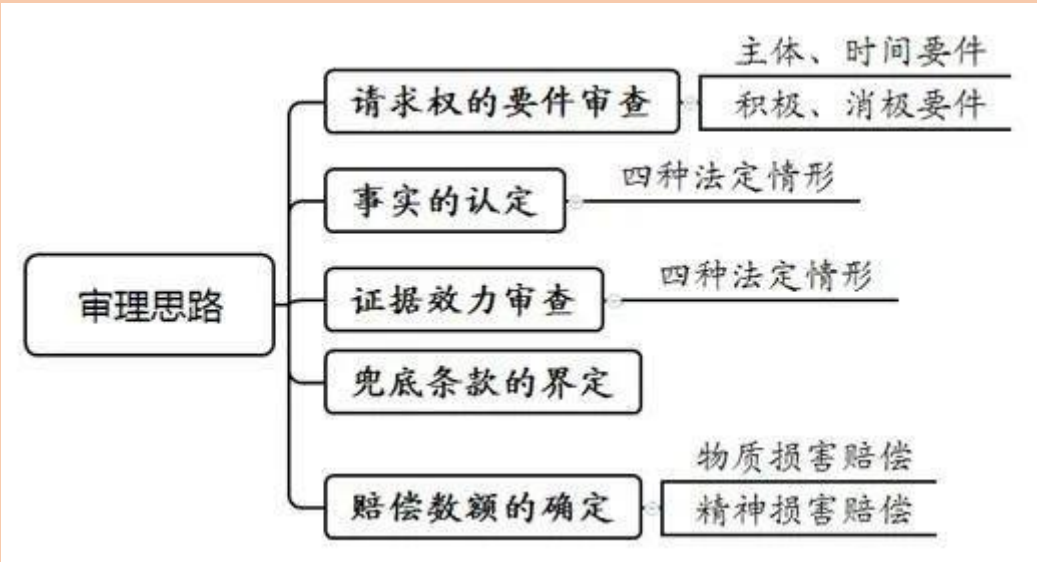 审理思路
请求权的要件审查
主体、时间要件
积极、消极要件
事实的认定
四种法定情形
证据效力审查
四种法定情形
兜底条款的界定
赔偿数额的确定
物质损害赔偿
精神损害赔偿